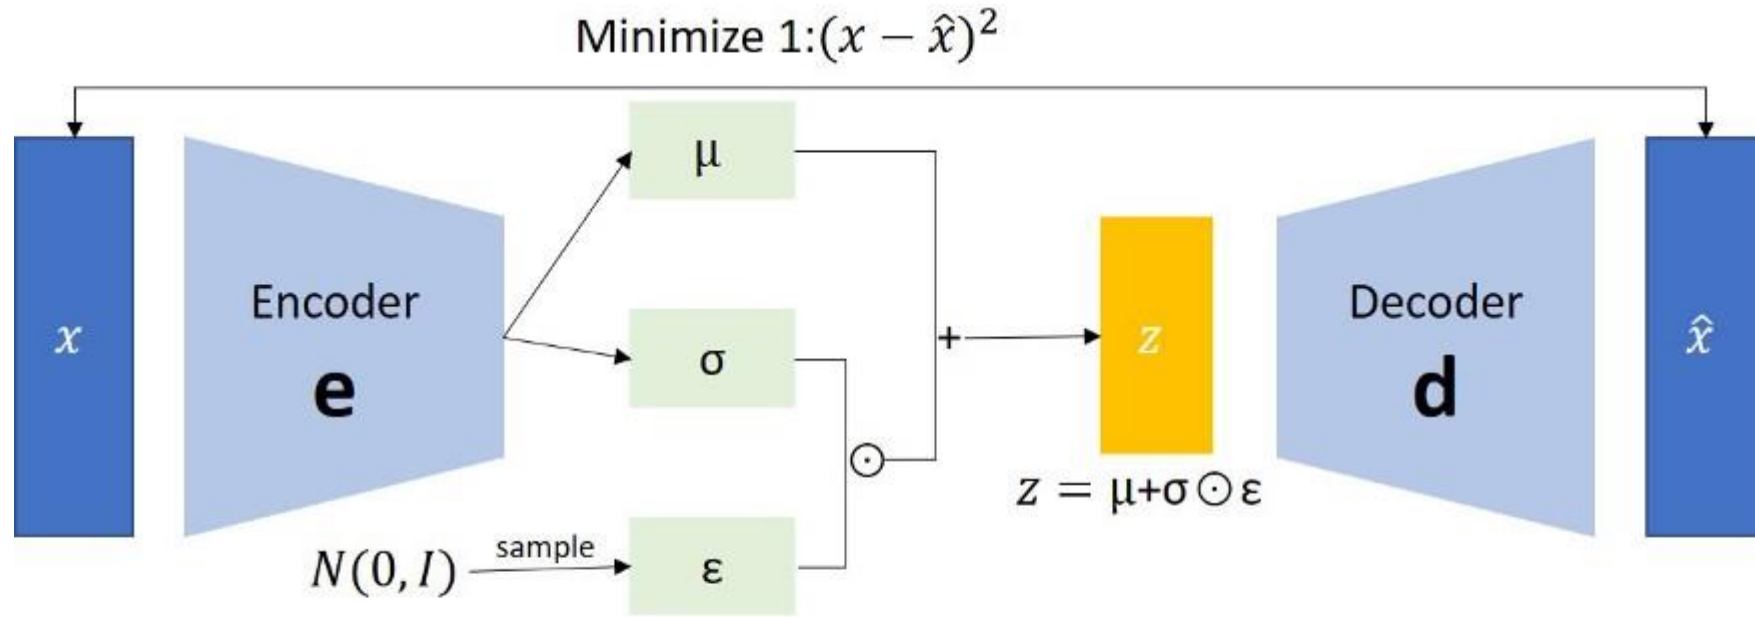 Minimize 1:(x − x̂)²
μ
Encoder
e
x
σ
+
z
Decoder
d
x̂
⊙
z = μ+σ⊙ε
N(0, I)
sample
ε